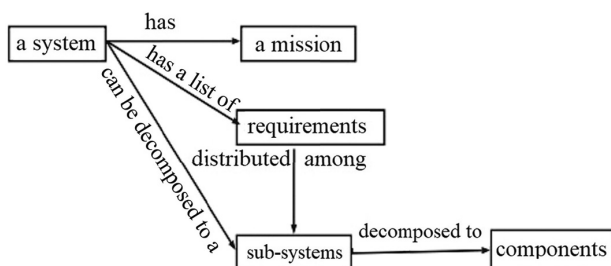 has
a system
a mission
has a list of
can be decomposed to a
requirements
distributed among
sub-systems
decomposed to
components